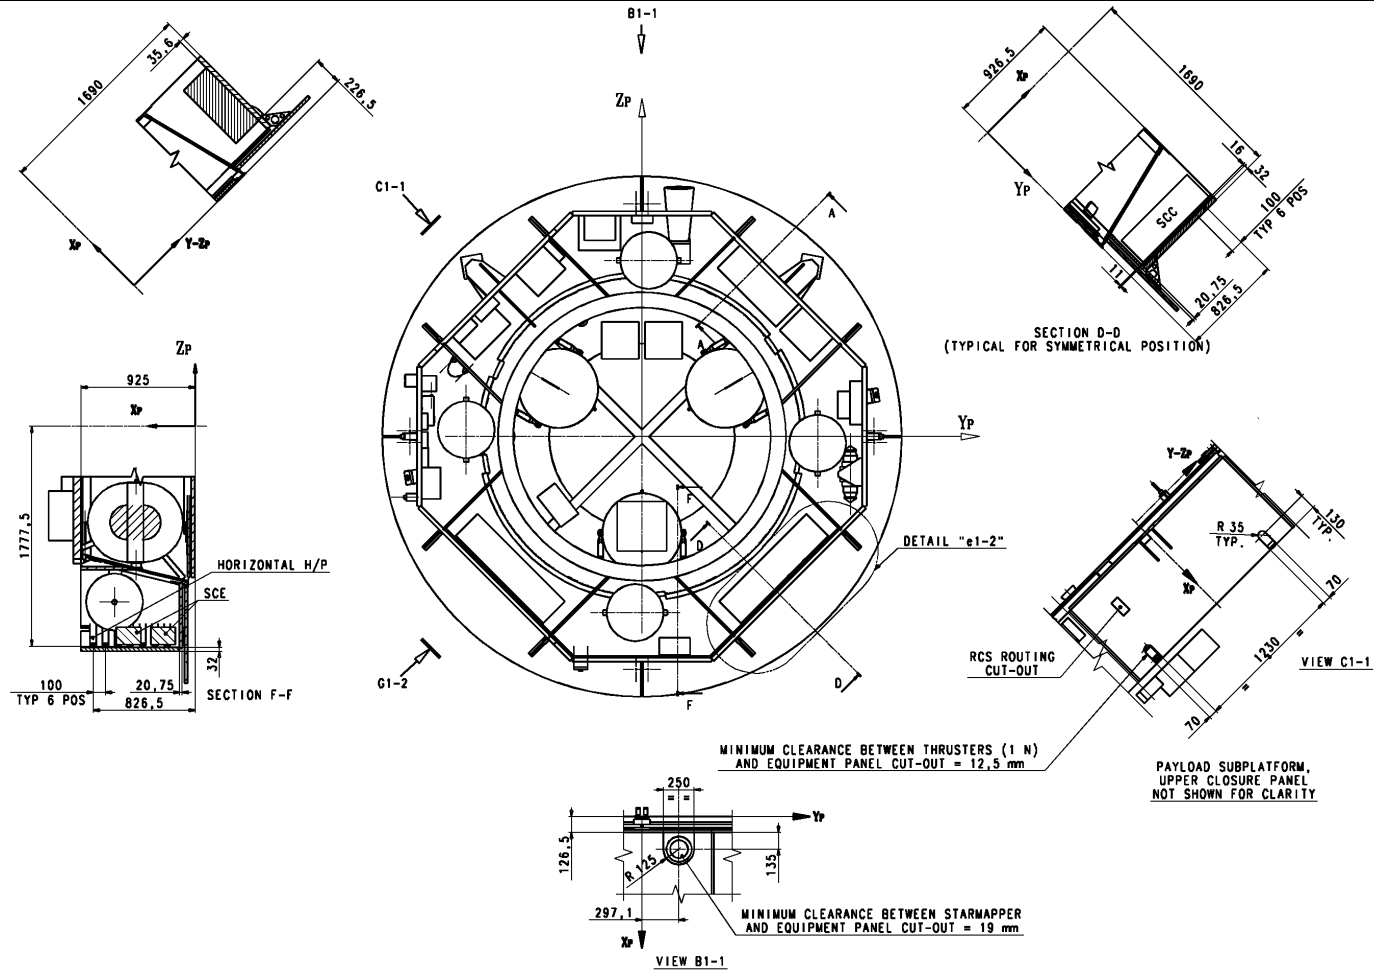 B1-1
1690
35,6
226,5
XP
Y-ZP
ZP
C1-1
A
A
926,5
1690
XP
YP
16
32
100
TYP 6 POS
SCC
11
20,75
826,5
SECTION D-D
(TYPICAL FOR SYMMETRICAL POSITION)
ZP
925
XP
1777,5
HORIZONTAL H/P
SCE
32
100
TYP 6 POS
20,75
826,5
SECTION F-F
YP
F
D
DETAIL "e1-2"
G1-2
D
F
Y-ZP
R 35
TYP.
130
TYP.
70
XP
1230
=
=
70
RCS ROUTING
CUT-OUT
VIEW C1-1
MINIMUM CLEARANCE BETWEEN THRUSTERS (1 N)
AND EQUIPMENT PANEL CUT-OUT = 12,5 mm
PAYLOAD SUBPLATFORM,
UPPER CLOSURE PANEL
NOT SHOWN FOR CLARITY
250
= =
YP
126,5
R 125
135
297,1
XP
MINIMUM CLEARANCE BETWEEN STARMAPPER
AND EQUIPMENT PANEL CUT-OUT = 19 mm
VIEW B1-1